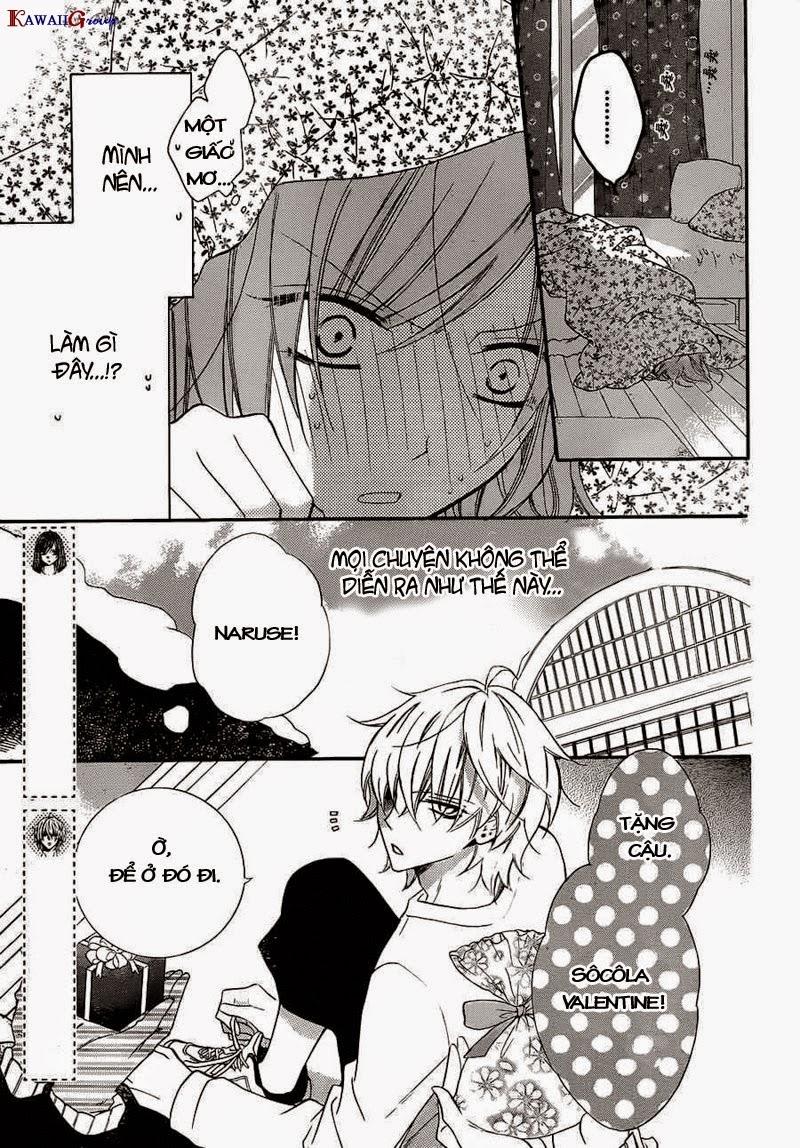 KAWAIIGROUP
.........
MỘT
GIẤC
MƠ...
MÌNH
NÊN...
LÀM GÌ
ĐÂY...!?
MỌI CHUYỆN KHÔNG THỂ
DIỄN RA NHƯ THẾ NÀY...
NARUSE!
TẶNG
CẬU.
SÔCÔLA
VALENTINE!
Ờ,
ĐỂ Ở ĐÓ ĐI.